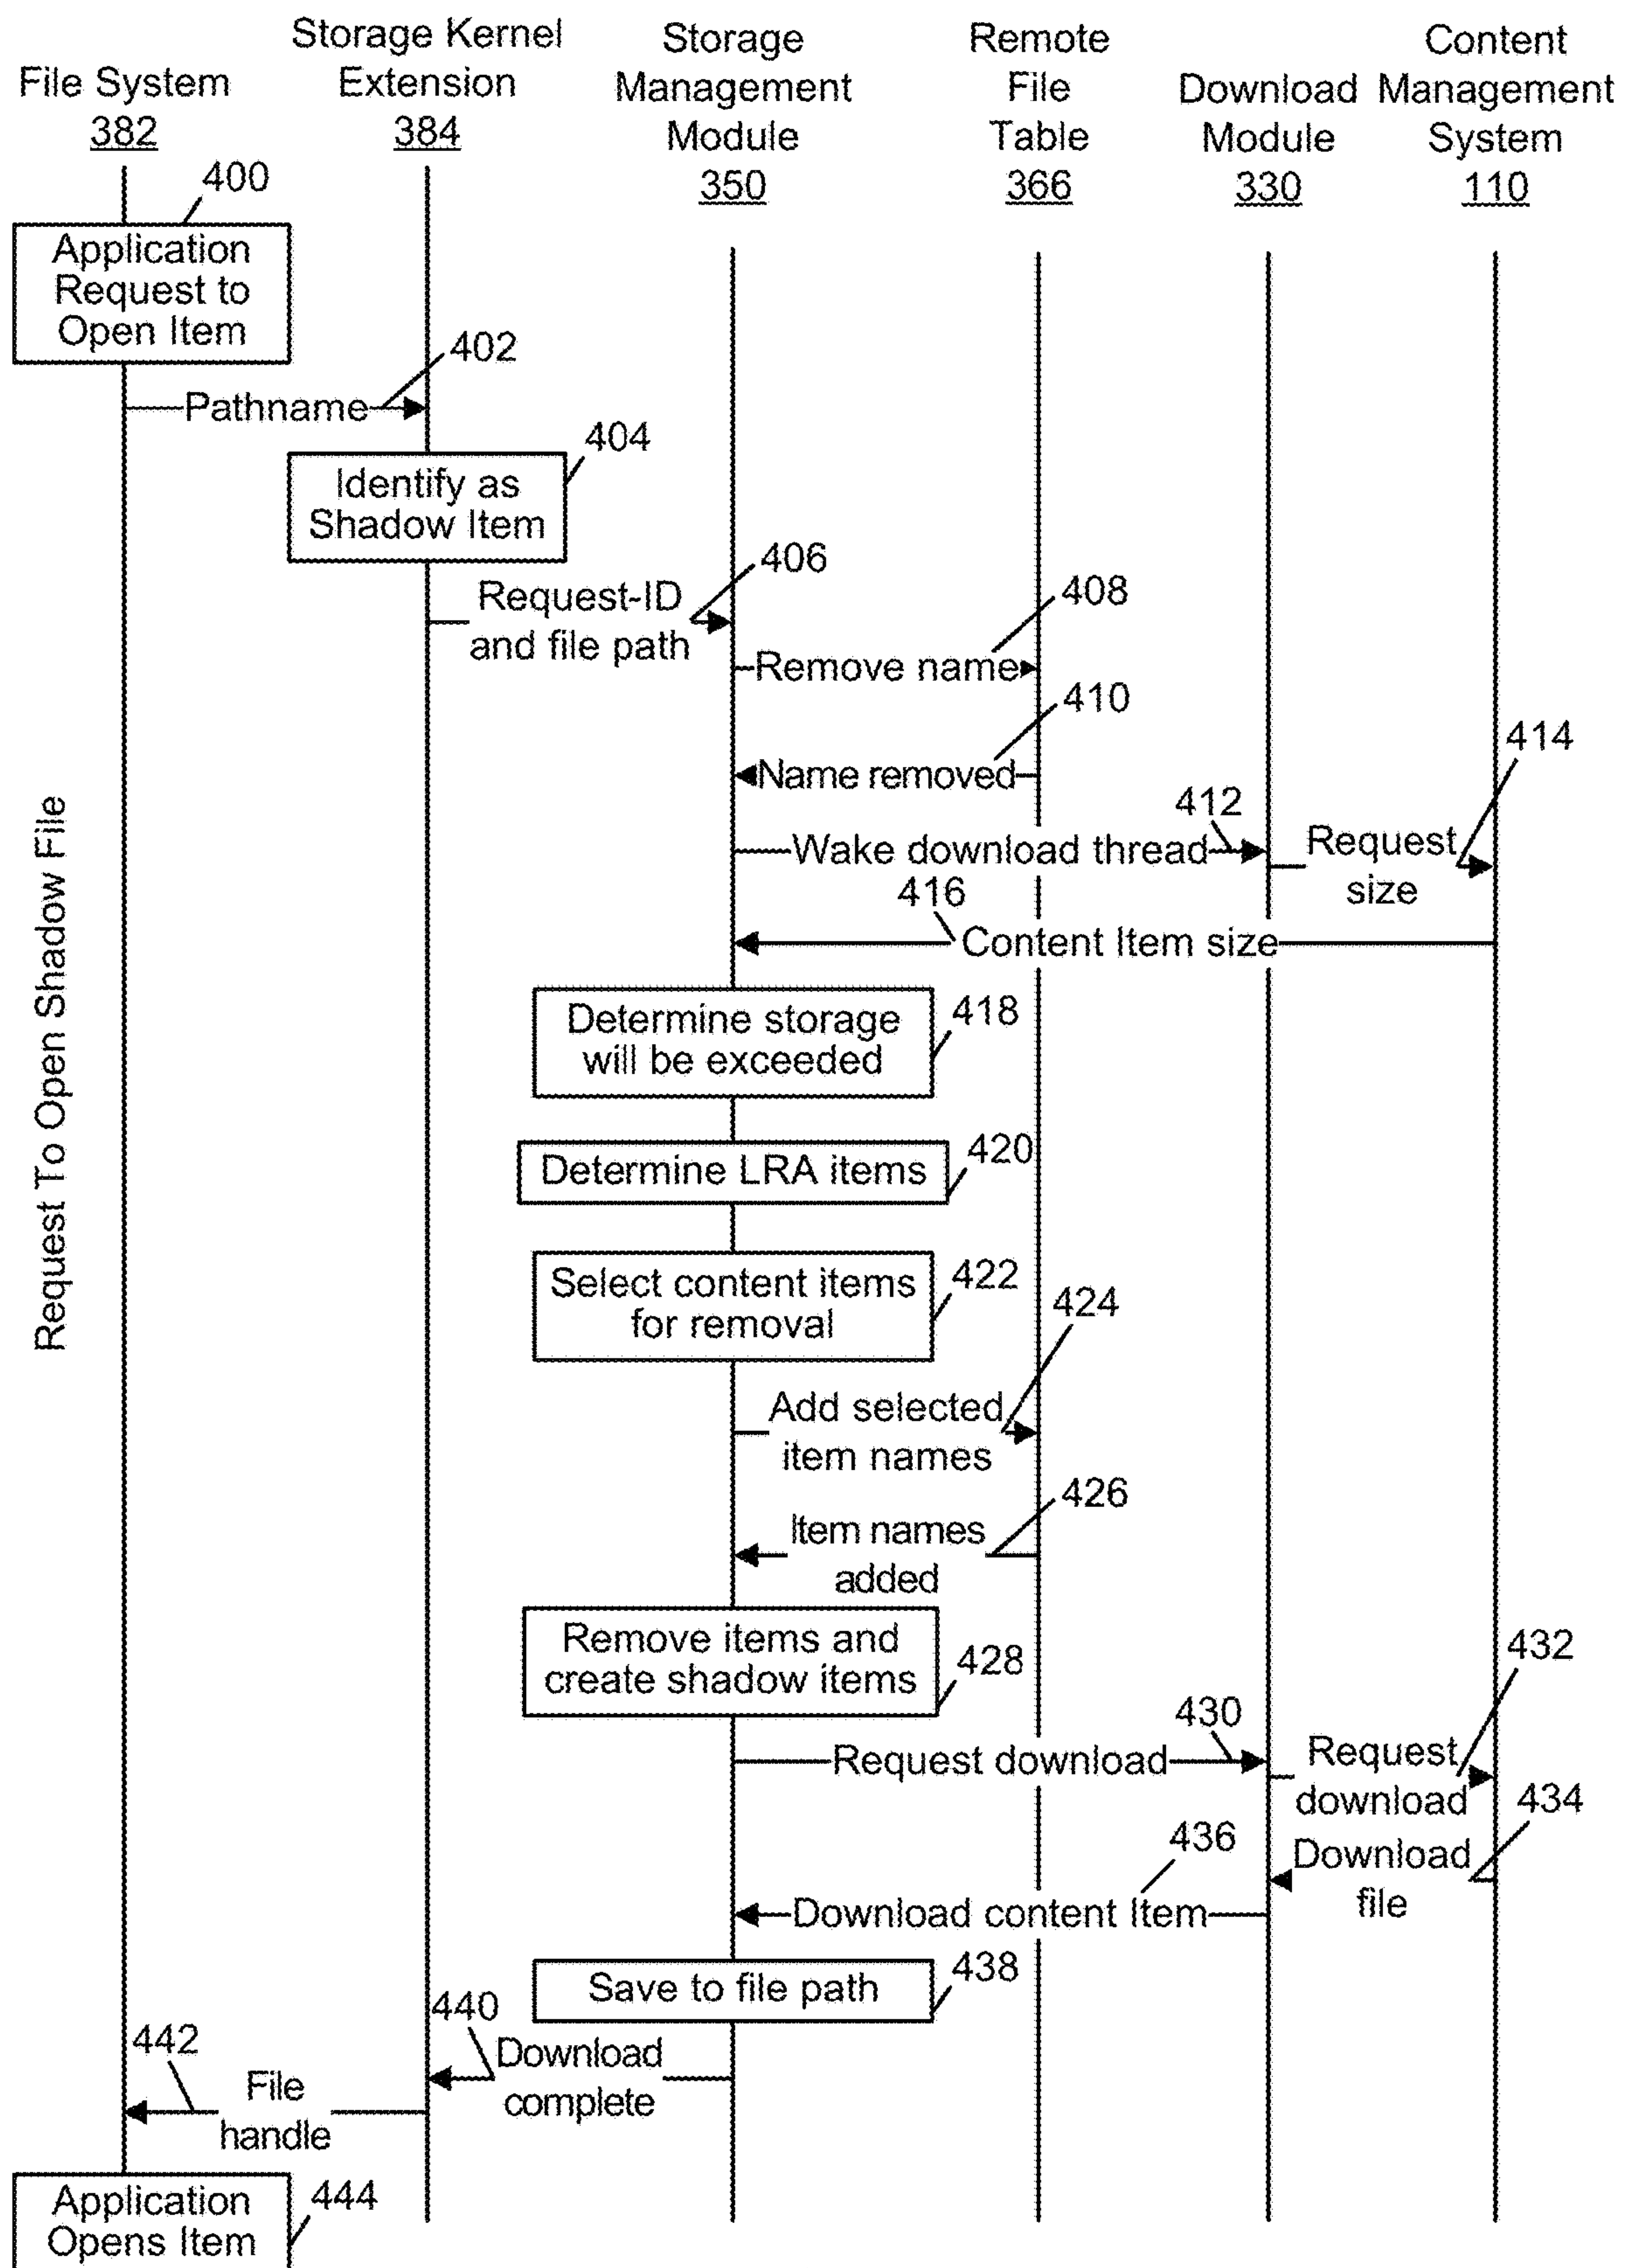 File System
382
Storage Kernel
Extension
384
Storage
Management
Module
350
Remote
File
Table
366
Download
Module
330
Content
Management
System
110
400
Application
Request to
Open Item
402
Pathname
404
Identify as
Shadow Item
406
Request-ID
and file path
408
Remove name
410
Name removed
412
Wake download thread
414
Request
size
416
Content Item size
Request To Open Shadow File
Determine storage
will be exceeded
418
Determine LRA items
420
Select content items
for removal
422
424
Add selected
item names
426
Item names
added
Remove items and
create shadow items
428
430
Request download
432
Request
download
434
Download
file
436
Download content Item
Save to file path
438
440
Download
complete
442
File
handle
Application
Opens Item
444